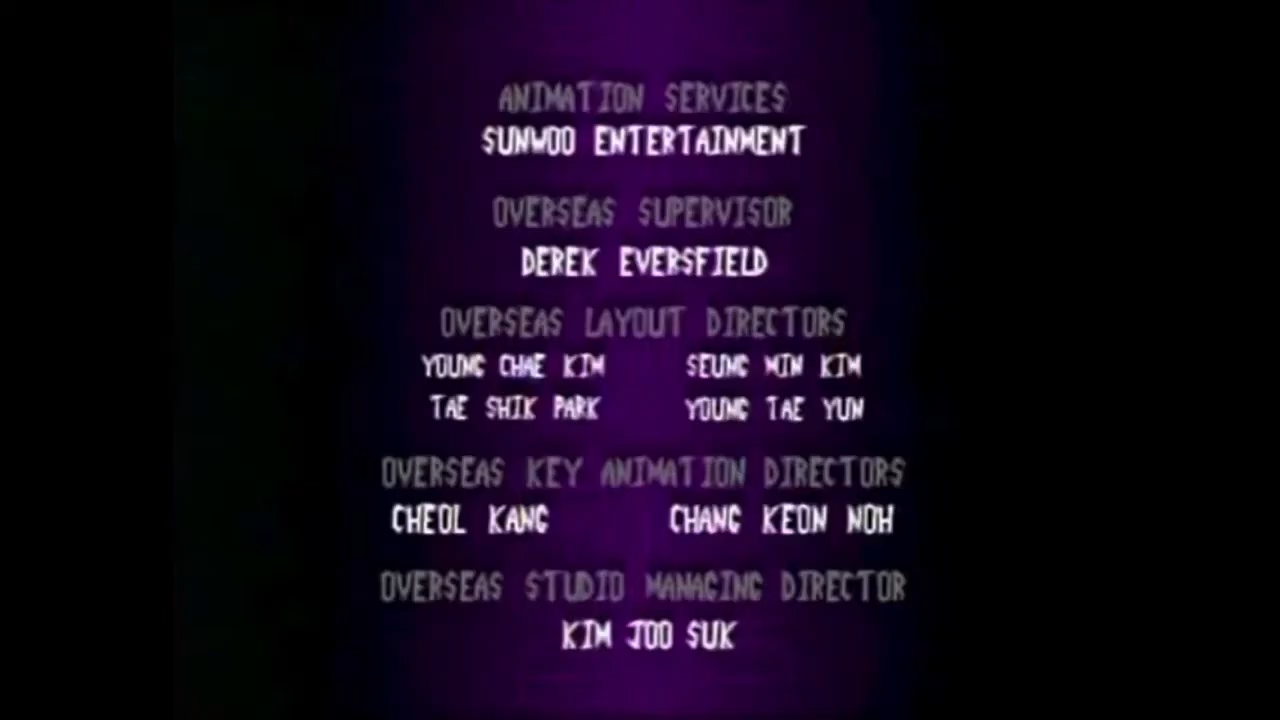 ANIMATION SERVICES
SUNWOO ENTERTAINMENT
OVERSEAS SUPERVISOR
DEREK EVERSFIELD
OVERSEAS LAYOUT DIRECTORS
YOUNG CHAE KIM SEUNG MIN KIM
TAE SHIK PARK YOUNG TAE YUN
OVERSEAS KEY ANIMATION DIRECTORS
CHEOL KANG CHANG KEON NOH
OVERSEAS STUDIO MANAGING DIRECTOR
KIM JOO SUK